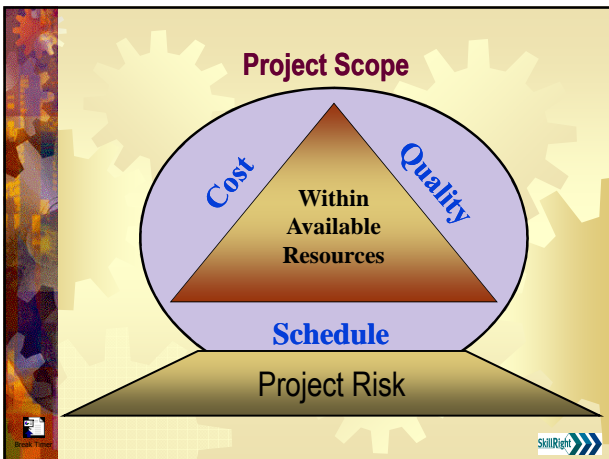 Project Scope
Cost
Quality
Within
Available
Resources
Schedule
Project Risk
Break Timer
SkillRight